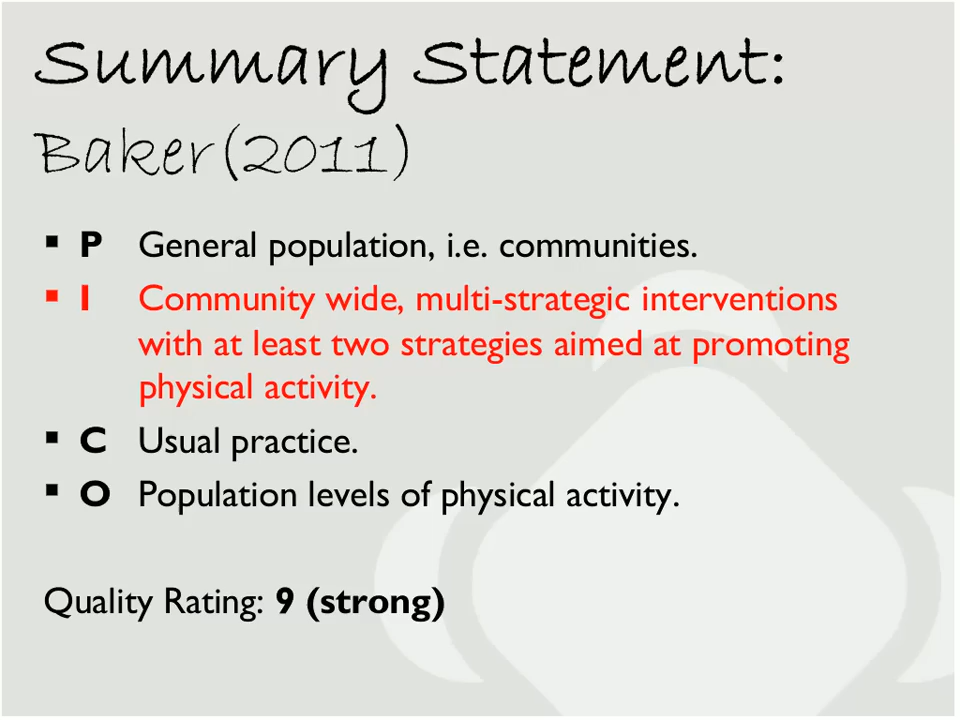 Summary Statement:
Baker(2011)
▪ P General population, i.e. communities.
▪ I Community wide, multi-strategic interventions
with at least two strategies aimed at promoting
physical activity.
▪ C Usual practice.
▪ O Population levels of physical activity.
Quality Rating: 9 (strong)